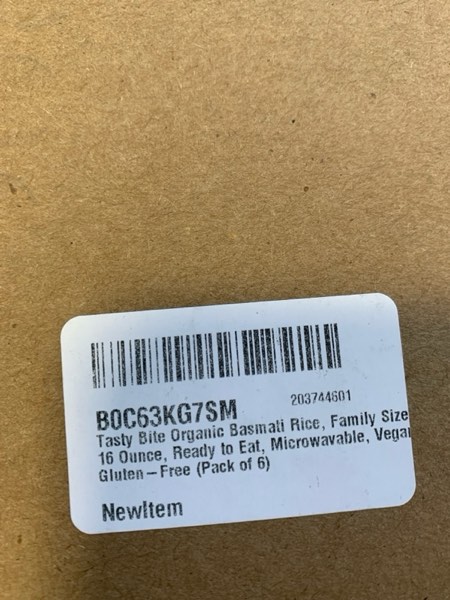 B0C63KG7SM 203744601
Tasty Bite Organic Basmati Rice, Family Size
16 Ounce, Ready to Eat, Microwavable, Vegan
Gluten-Free (Pack of 6)
NewItem